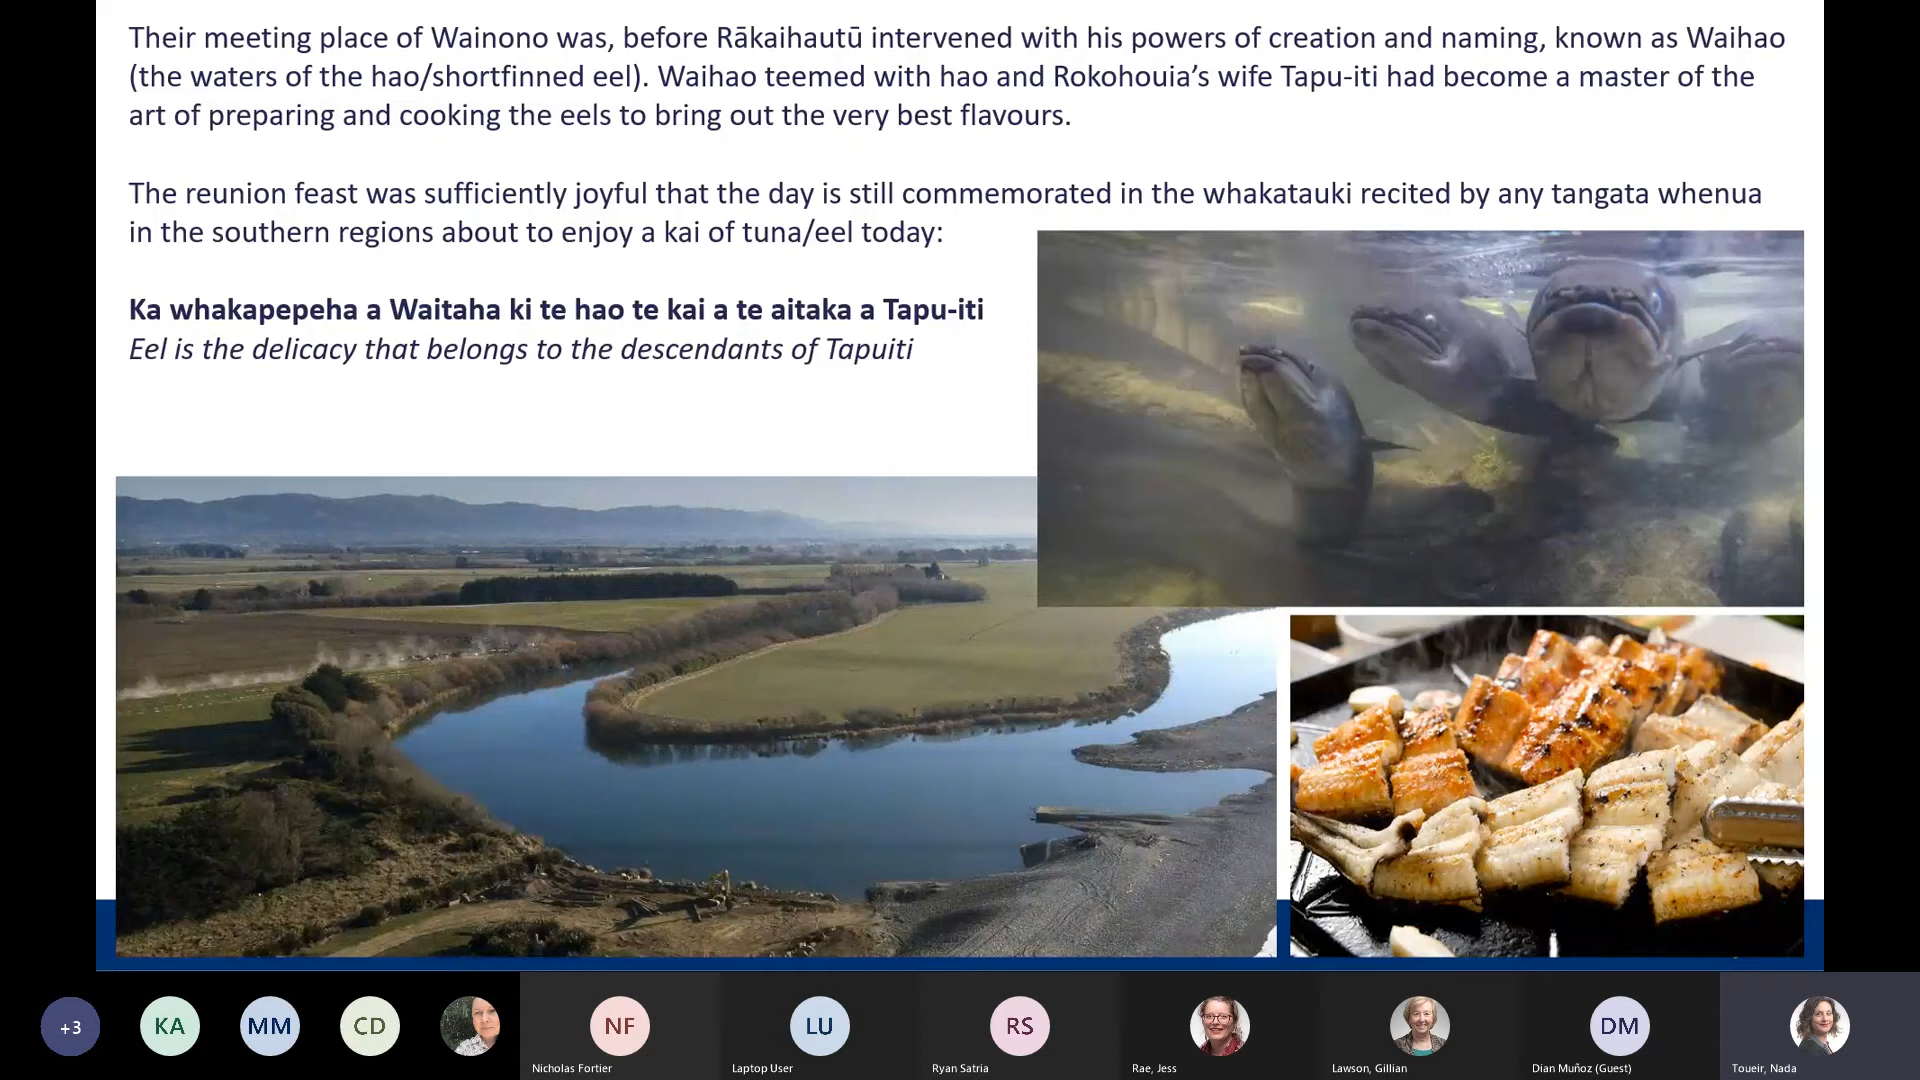 Their meeting place of Wainono was, before Rākaihautū intervened with his powers of creation and naming, known as Waihao
(the waters of the hao/shortfinned eel). Waihao teemed with hao and Rokohouia’s wife Tapu-iti had become a master of the
art of preparing and cooking the eels to bring out the very best flavours.
The reunion feast was sufficiently joyful that the day is still commemorated in the whakatauki recited by any tangata whenua
in the southern regions about to enjoy a kai of tuna/eel today:
Ka whakapepeha a Waitaha ki te hao te kai a te aitaka a Tapu-iti
Eel is the delicacy that belongs to the descendants of Tapuiti
+3
KA
MM
CD
NF
LU
RS
DM
Nicholas Fortier
Laptop User
Ryan Satria
Rae, Jess
Lawson, Gillian
Dian Muñoz (Guest)
Toueir, Nada